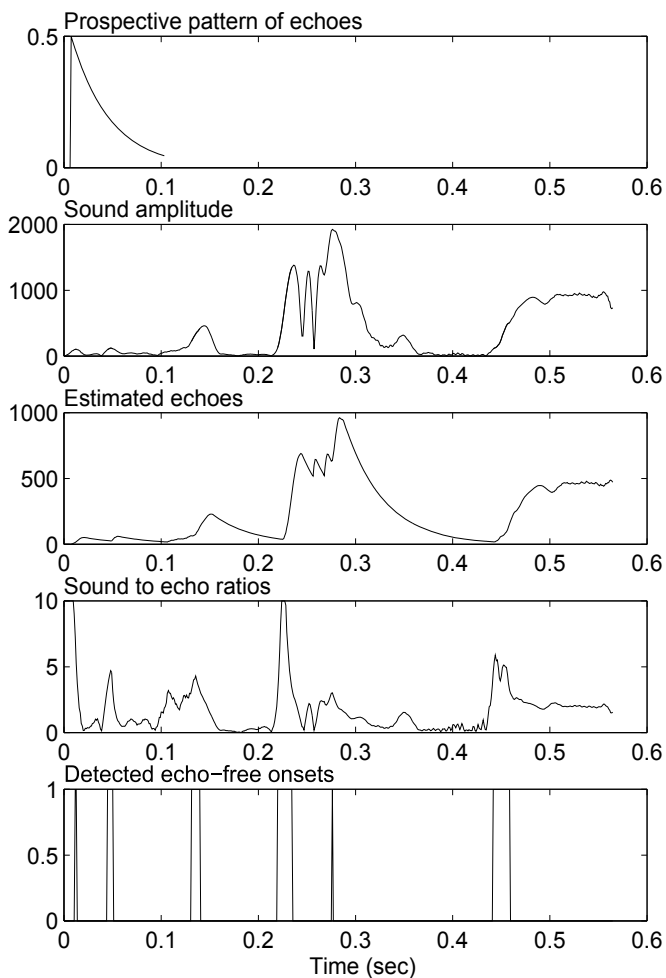 Prospective pattern of echoes
0.5
0
0 0.1 0.2 0.3 0.4 0.5 0.6
Sound amplitude
2000
1000
0
0 0.1 0.2 0.3 0.4 0.5 0.6
Estimated echoes
1000
500
0
0 0.1 0.2 0.3 0.4 0.5 0.6
Sound to echo ratios
10
5
0
0 0.1 0.2 0.3 0.4 0.5 0.6
Detected echo−free onsets
1
0.5
0
0 0.1 0.2 0.3 0.4 0.5 0.6
Time (sec)